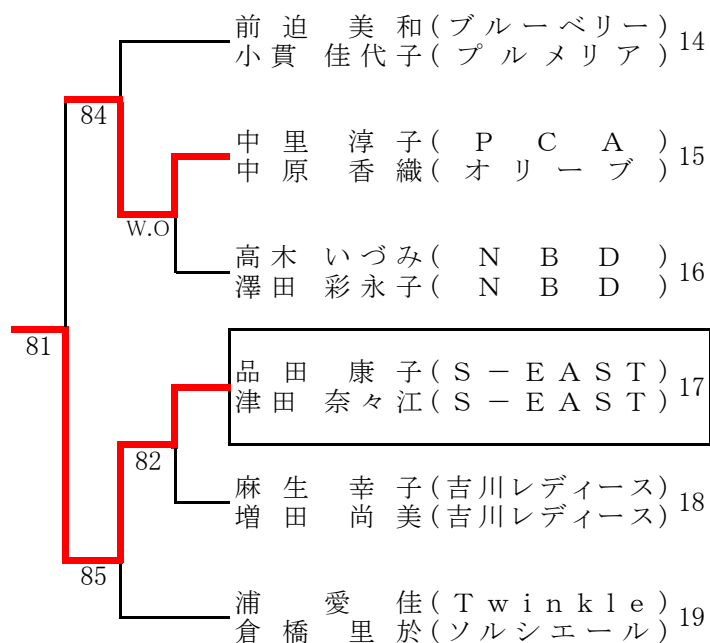 前迫 美和(ブルーベリー) 14
小貫 佳代子(プルメリア)
84
中里 淳子(PCA) 15
中原 香織(オリーブ)
W.O
高木 いづみ(NBD) 16
澤田 彩永子(NBD)
81
品田 康子(S-EAST) 17
津田 奈々江(S-EAST)
82
麻生 幸子(吉川レディース) 18
増田 尚美(吉川レディース)
85
浦 愛佳(Twinkle) 19
倉橋 里於(ソルシエール)